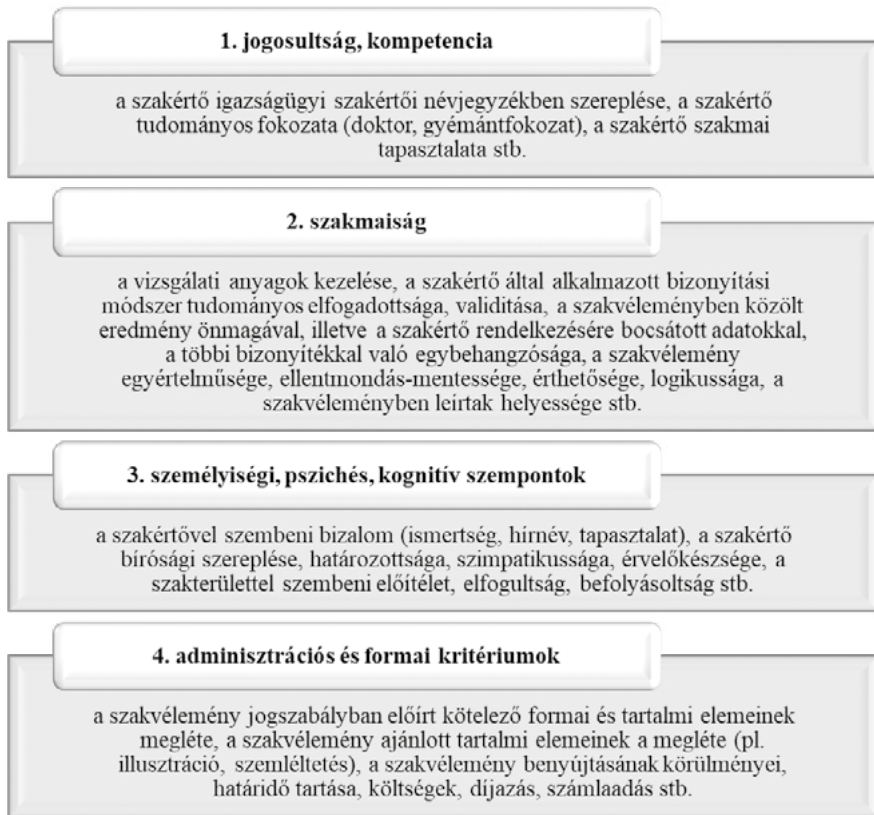 1. jogosultság, kompetencia
a szakértő igazságügyi szakértői névjegyzékben szereplése, a szakértő
tudományos fokozata (doktor, gyémántfokozat), a szakértő szakmai
tapasztalata stb.
2. szakmaiság
a vizsgálati anyagok kezelése, a szakértő által alkalmazott bizonyítási
módszer tudományos elfogadottsága, validitása, a szakvéleményben közölt
eredmény önmagával, illetve a szakértő rendelkezésére bocsátott adatokkal,
a többi bizonyítékkal való egybehangzósága, a szakvélemény
egyértelműsége, ellentmondás-mentessége, érthetősége, logikussága, a
szakvéleményben leírtak helyessége stb.
3. személyiségi, pszichés, kognitív szempontok
a szakértővel szembeni bizalom (ismertség, hírnév, tapasztalat), a szakértő
bírósági szereplése, határozottsága, szimpatikussága, érvelőkészsége, a
szakterülettel szembeni előítélet, elfogultság, befolyásoltság stb.
4. adminisztrációs és formai kritériumok
a szakvélemény jogszabályban előírt kötelező formai és tartalmi elemeinek
megléte, a szakvélemény ajánlott tartalmi elemeinek a megléte (pl.
illusztráció, szemléltetés), a szakvélemény benyújtásának körülményei,
határidő tartása, költségek, díjazás, számlaadás stb.